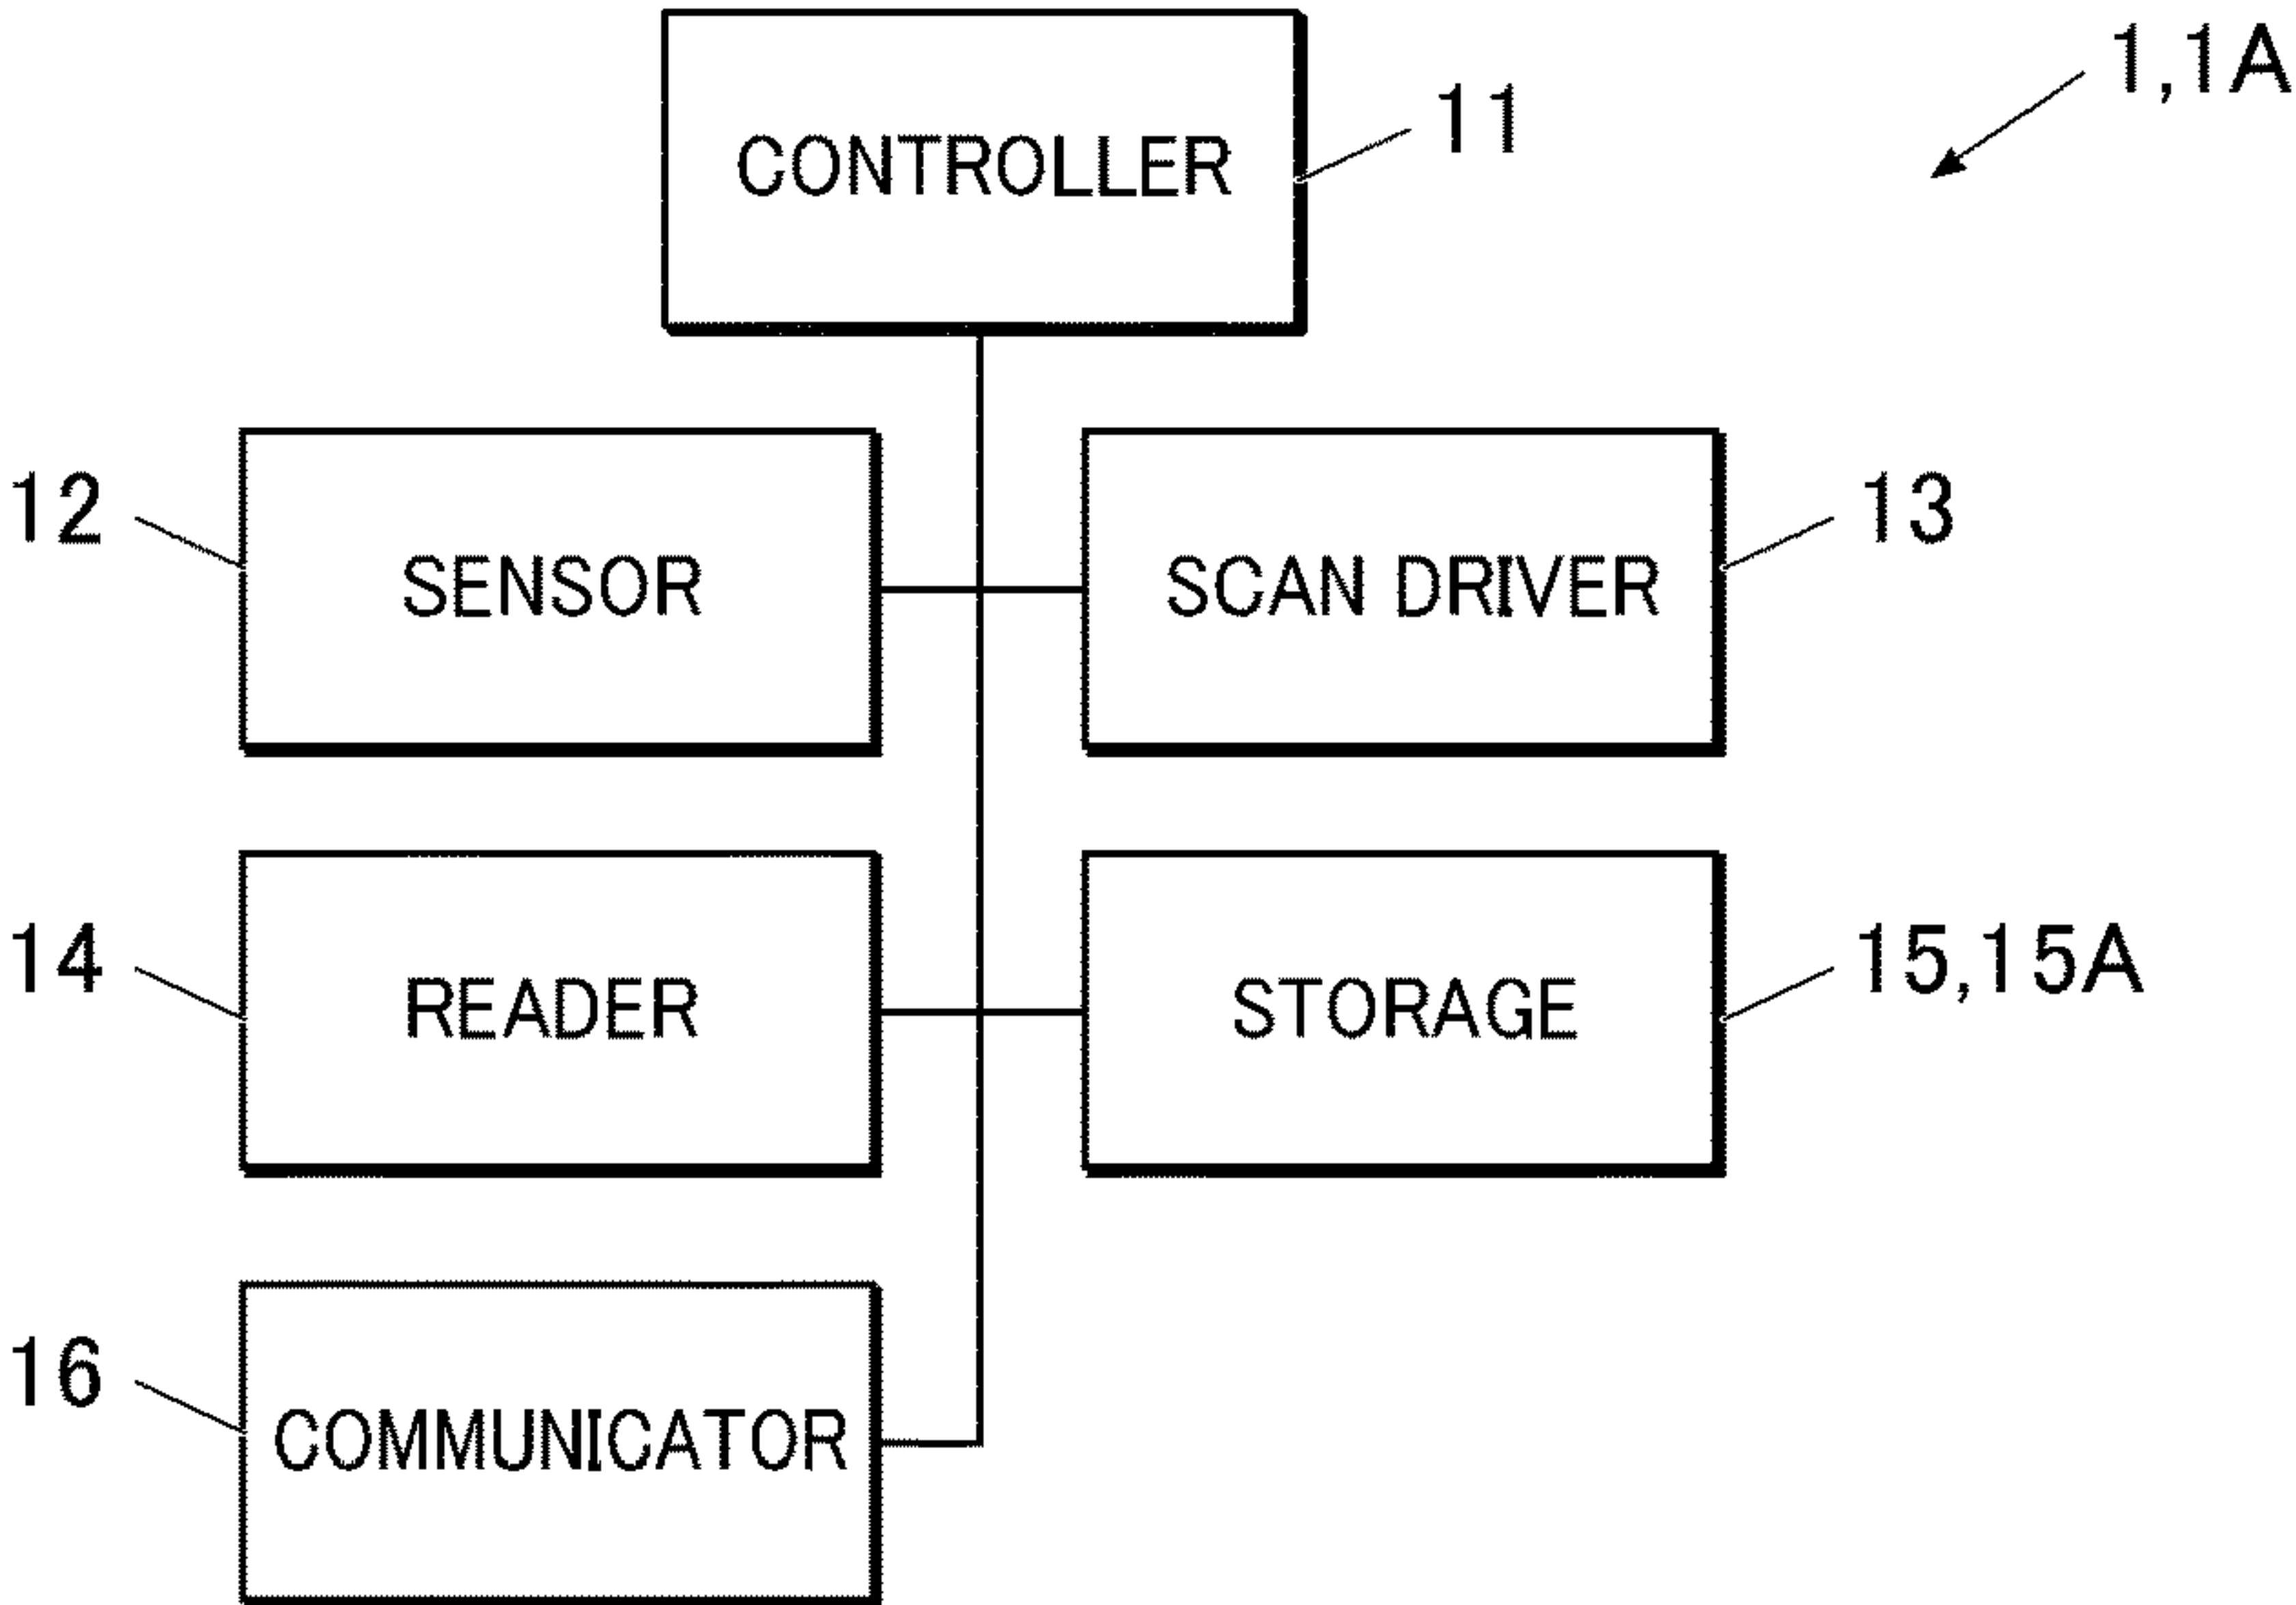 1,1A
CONTROLLER
11
12
SENSOR
SCAN DRIVER
13
14
READER
STORAGE
15,15A
16
COMMUNICATOR